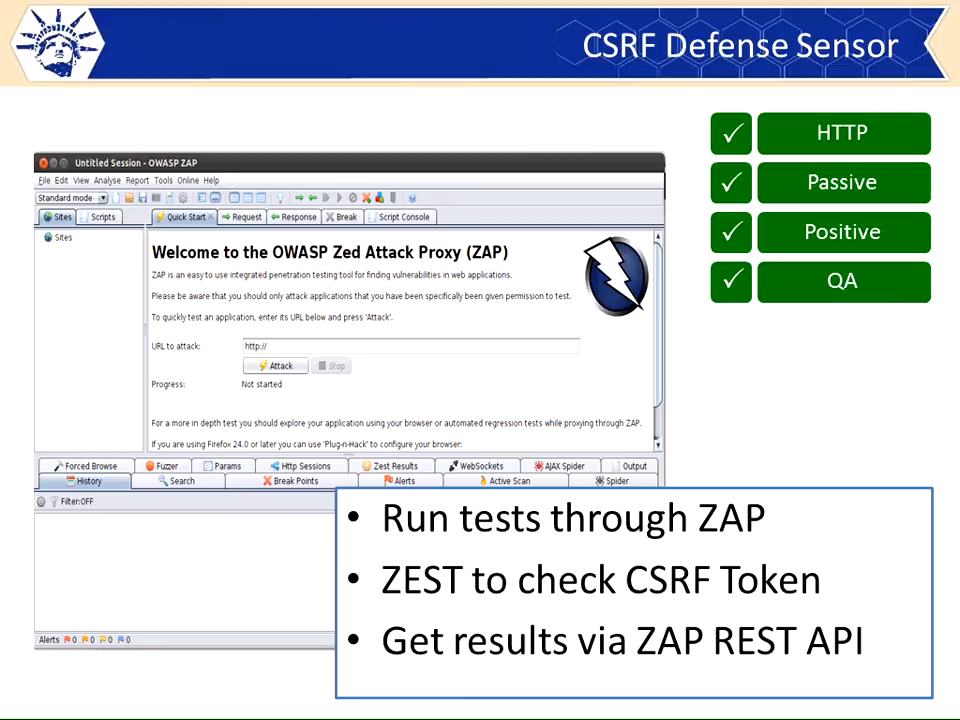 CSRF Defense Sensor
HTTP
Passive
Positive
QA
Untitled Session - OWASP ZAP
File Edit View Analyse Report Tools Online Help
Standard mode
Sites Scripts
Quick Start Request Response Break Script Console
Sites
Welcome to the OWASP Zed Attack Proxy (ZAP)
ZAP is an easy to use integrated penetration testing tool for finding vulnerabilities in web applications.
Please be aware that you should only attack applications that you have been specifically been given permission to test.
To quickly test an application, enter its URL below and press 'Attack'.
URL to attack: http://
Attack Stop
Progress: Not started
For a more in depth test you should explore your application using your browser or automated regression tests while proxying through ZAP.
If you are using Firefox 24.0 or later you can use 'Plug-n-Hack' to configure your browser:
Forced Browse Fuzzer Params Http Sessions Zest Results WebSockets AJAX Spider Output
History Search Break Points Alerts Active Scan Spider
Filter:OFF
Alerts 0 0 0 0
• Run tests through ZAP
• ZEST to check CSRF Token
• Get results via ZAP REST API